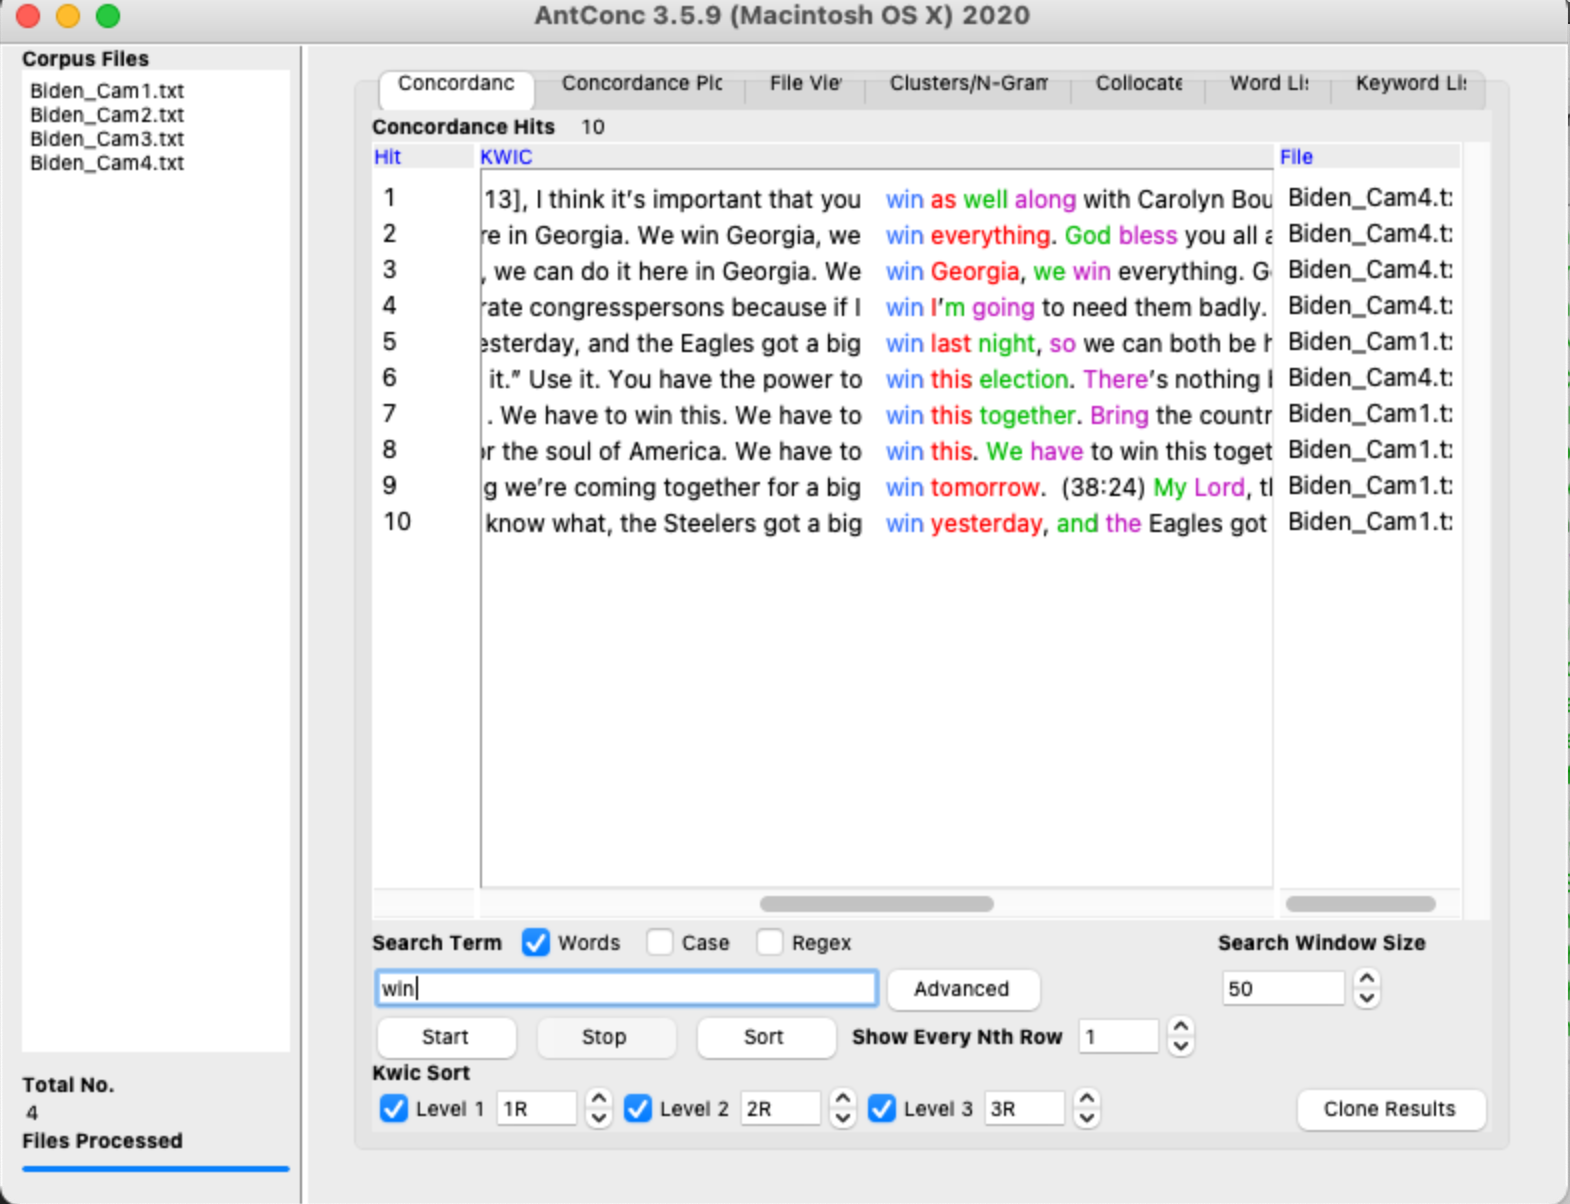 AntConc 3.5.9 (Macintosh OS X) 2020
Corpus Files
Biden_Cam1.txt
Biden_Cam2.txt
Biden_Cam3.txt
Biden_Cam4.txt
Concordanc Concordance Plc File Vie Clusters/N-Gram Collocate Word Li Keyword Li
Concordance Hits 10
Hit KWIC File
1 13], I think it’s important that you win as well along with Carolyn Bou Biden_Cam4.t
2 re in Georgia. We win Georgia, we win everything. God bless you all a Biden_Cam4.t
3 , we can do it here in Georgia. We win Georgia, we win everything. G Biden_Cam4.t
4 rate congresspersons because if I win I’m going to need them badly. Biden_Cam4.t
5 esterday, and the Eagles got a big win last night, so we can both be h Biden_Cam1.t
6 it.” Use it. You have the power to win this election. There’s nothing Biden_Cam4.t
7 . We have to win this. We have to win this together. Bring the countr Biden_Cam1.t
8 or the soul of America. We have to win this. We have to win this toget Biden_Cam1.t
9 g we’re coming together for a big win tomorrow. (38:24) My Lord, t Biden_Cam1.t
10 know what, the Steelers got a big win yesterday, and the Eagles got Biden_Cam1.t
Search Term Words Case Regex Search Window Size
win Advanced 50
Start Stop Sort Show Every Nth Row 1
Kwic Sort
Level 1 1R Level 2 2R Level 3 3R Clone Results
Total No.
4
Files Processed